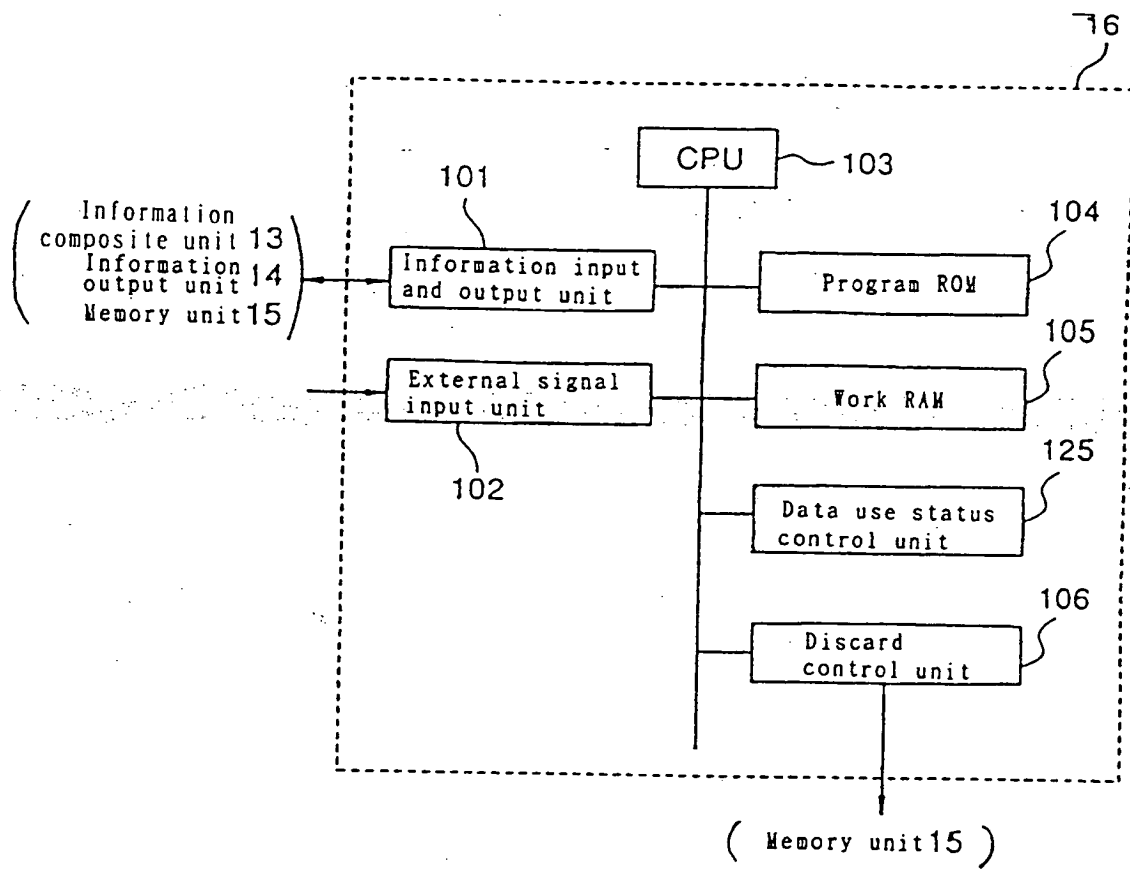 16
CPU
103
101
Information
composite unit 13
Information
output unit 14
Memory unit 15
Information input
and output unit
104
Program ROM
105
External signal
input unit
Work RAM
102
125
Data use status
control unit
106
Discard
control unit
( Memory unit 15 )